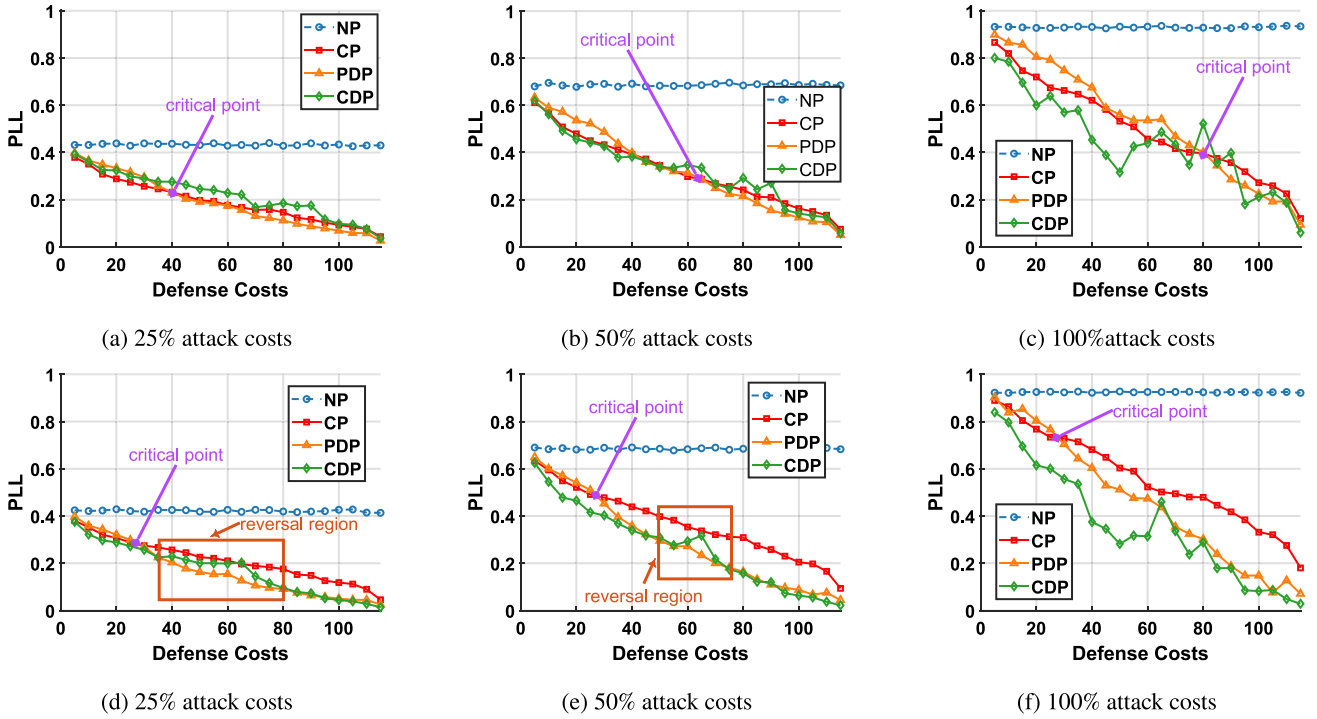 1
0.8
0.6
0.4
0.2
0
PLL
0 20 40 60 80 100
Defense Costs
NP
CP
PDP
CDP
critical point
(a) 25% attack costs
1
0.8
0.6
0.4
0.2
0
PLL
0 20 40 60 80 100
Defense Costs
critical point
NP
CP
PDP
CDP
(b) 50% attack costs
1
0.8
0.6
0.4
0.2
0
PLL
0 20 40 60 80 100
Defense Costs
critical point
NP
CP
PDP
CDP
(c) 100%attack costs
1
0.8
0.6
0.4
0.2
0
PLL
0 20 40 60 80 100
Defense Costs
NP
CP
PDP
CDP
critical point
reversal region
(d) 25% attack costs
1
0.8
0.6
0.4
0.2
0
PLL
0 20 40 60 80 100
Defense Costs
NP
CP
PDP
CDP
critical point
reversal region
(e) 50% attack costs
1
0.8
0.6
0.4
0.2
0
PLL
0 20 40 60 80 100
Defense Costs
critical point
NP
CP
PDP
CDP
(f) 100% attack costs